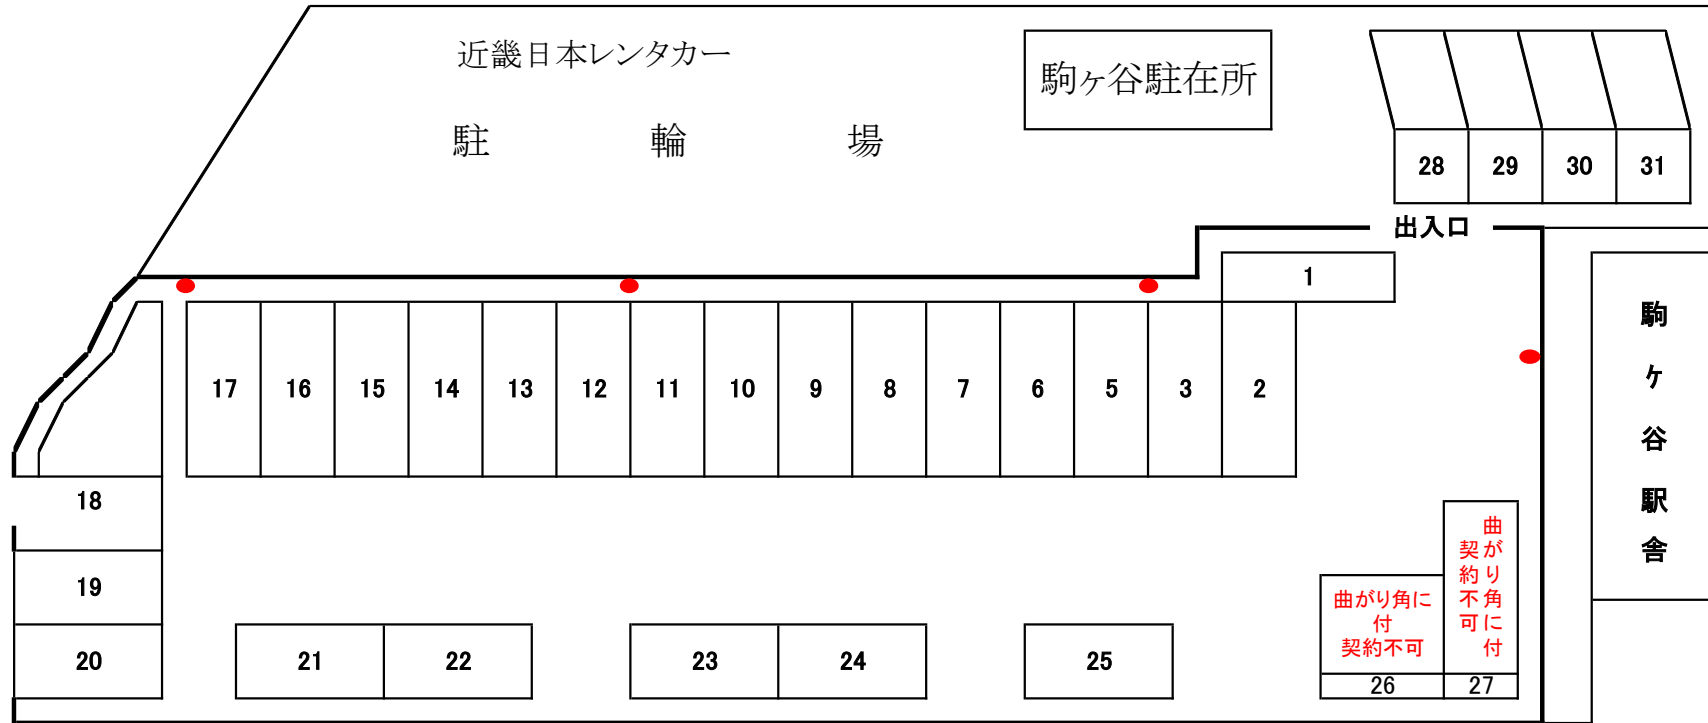 近畿日本レンタカー
駒ヶ谷駐在所
駐輪場
28 29 30 31
出入口
1
17 16 15 14 13 12 11 10 9 8 7 6 5 3 2
駒ヶ谷駅舎
18
19
20
21 22 23 24 25
曲がり角に
付
契約不可
26
曲がり角に付
契約不可
27